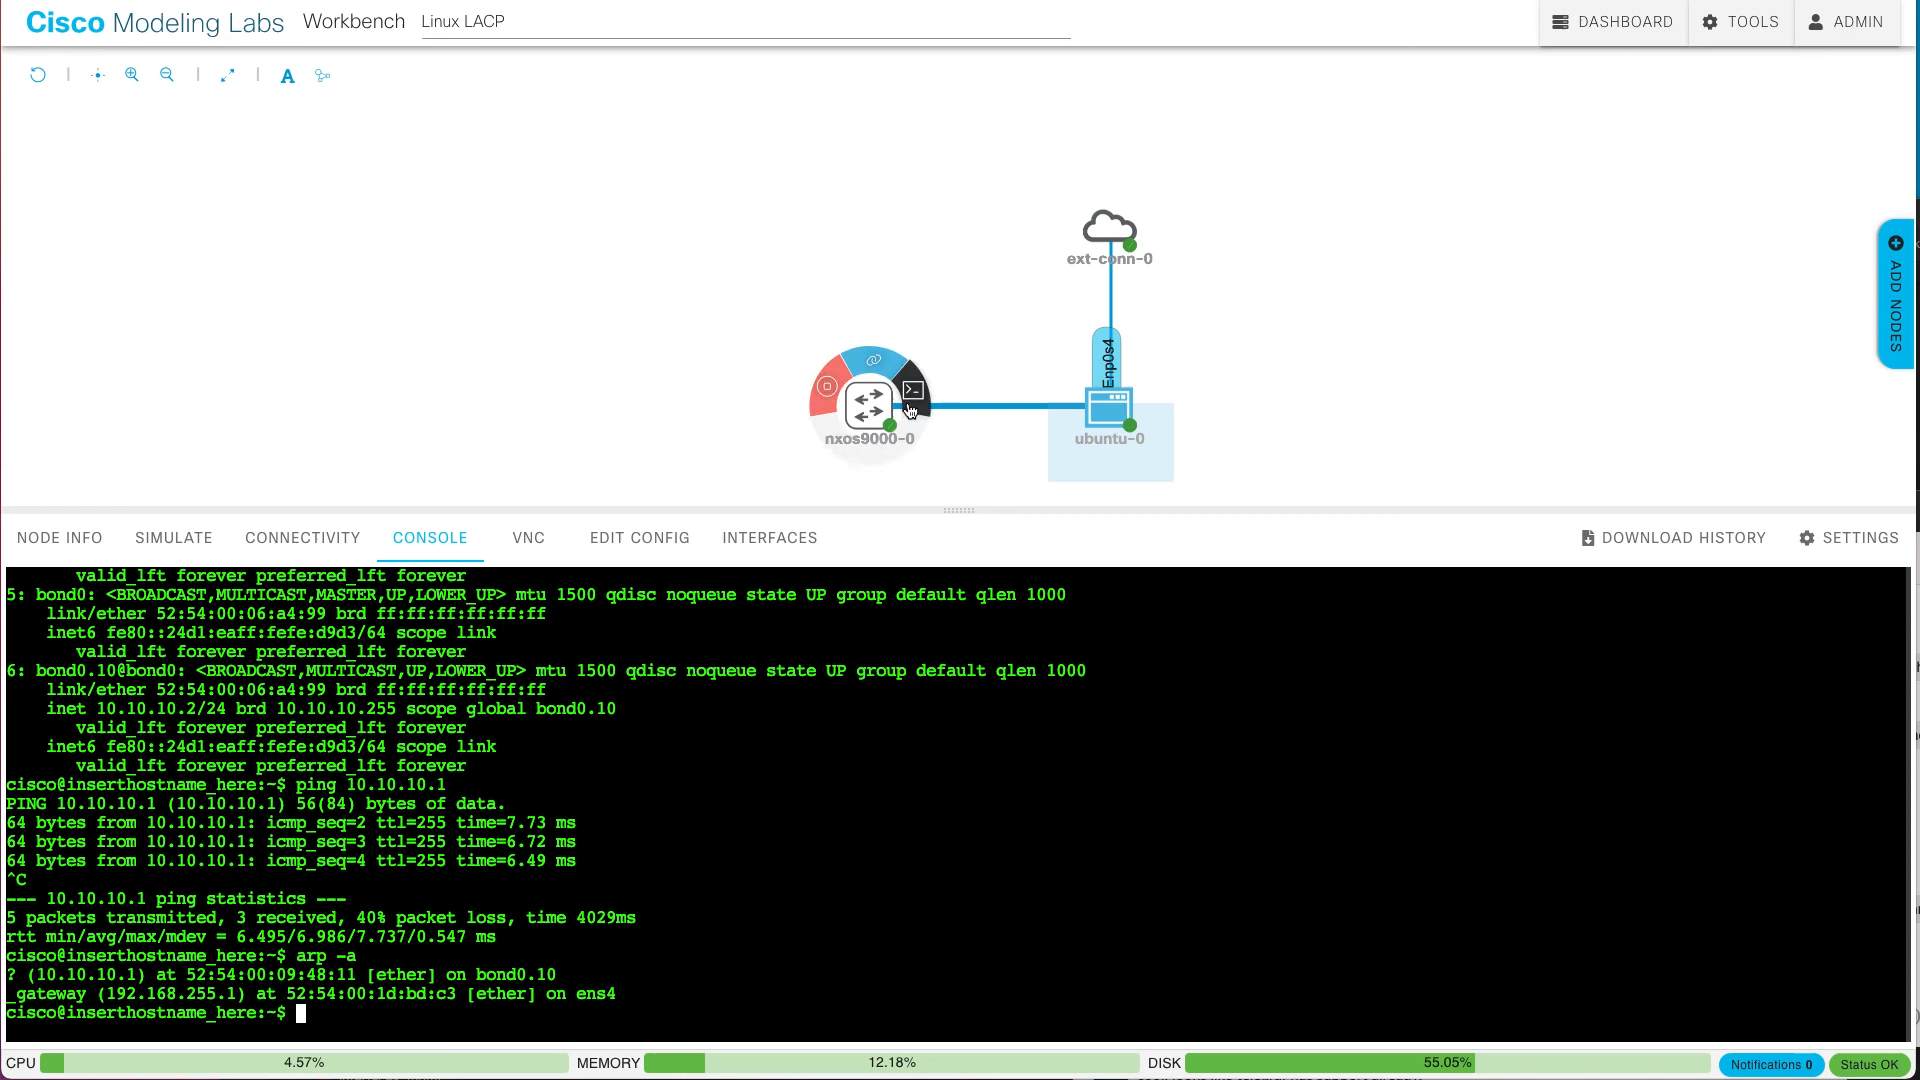 Cisco Modeling Labs Workbench Linux LACP DASHBOARD TOOLS ADMIN
A
ext-conn-0
ADD NODES
Enp0s4
nxos9000-0 ubuntu-0
NODE INFO SIMULATE CONNECTIVITY CONSOLE VNC EDIT CONFIG INTERFACES DOWNLOAD HISTORY SETTINGS
valid_lft forever preferred_lft forever
5: bond0: <BROADCAST,MULTICAST,MASTER,UP,LOWER_UP> mtu 1500 qdisc noqueue state UP group default qlen 1000
link/ether 52:54:00:06:a4:99 brd ff:ff:ff:ff:ff:ff
inet6 fe80::24d1:eaff:fefe:d9d3/64 scope link
valid_lft forever preferred_lft forever
6: bond0.10@bond0: <BROADCAST,MULTICAST,UP,LOWER_UP> mtu 1500 qdisc noqueue state UP group default qlen 1000
link/ether 52:54:00:06:a4:99 brd ff:ff:ff:ff:ff:ff
inet 10.10.10.2/24 brd 10.10.10.255 scope global bond0.10
valid_lft forever preferred_lft forever
inet6 fe80::24d1:eaff:fefe:d9d3/64 scope link
valid_lft forever preferred_lft forever
cisco@inserthostname_here:~$ ping 10.10.10.1
PING 10.10.10.1 (10.10.10.1) 56(84) bytes of data.
64 bytes from 10.10.10.1: icmp_seq=2 ttl=255 time=7.73 ms
64 bytes from 10.10.10.1: icmp_seq=3 ttl=255 time=6.72 ms
64 bytes from 10.10.10.1: icmp_seq=4 ttl=255 time=6.49 ms
^C
--- 10.10.10.1 ping statistics ---
5 packets transmitted, 3 received, 40% packet loss, time 4029ms
rtt min/avg/max/mdev = 6.495/6.986/7.737/0.547 ms
cisco@inserthostname_here:~$ arp -a
? (10.10.10.1) at 52:54:00:09:48:11 [ether] on bond0.10
_gateway (192.168.255.1) at 52:54:00:1d:bd:c3 [ether] on ens4
cisco@inserthostname_here:~$
CPU 4.57% MEMORY 12.18% DISK 55.05% Notifications 0 Status OK